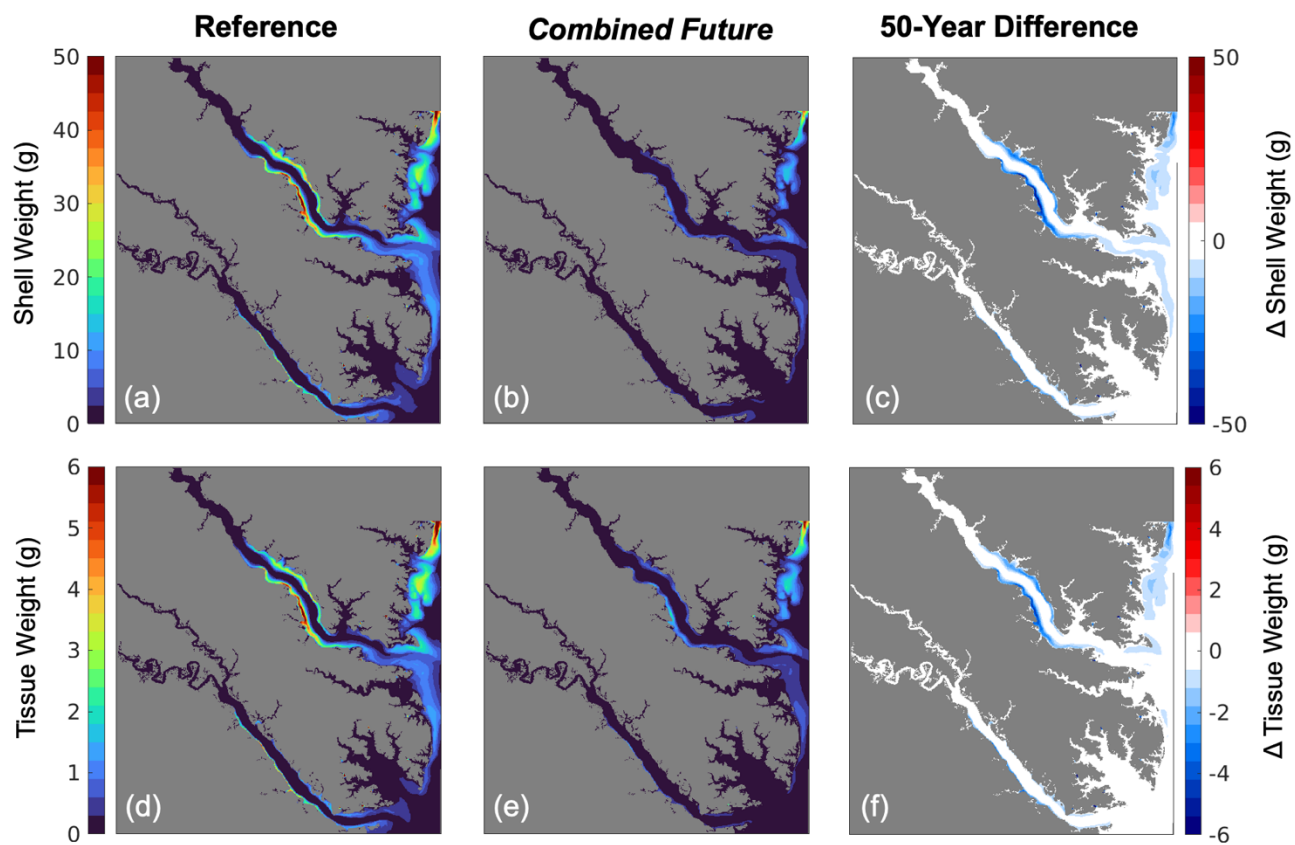 Reference
Combined Future
50-Year Difference
50
40
30
20
10
0
Shell Weight (g)
(a)
(b)
(c)
50
0
-50
Δ Shell Weight (g)
6
5
4
3
2
1
0
Tissue Weight (g)
(d)
(e)
(f)
6
4
2
0
-2
-4
-6
Δ Tissue Weight (g)